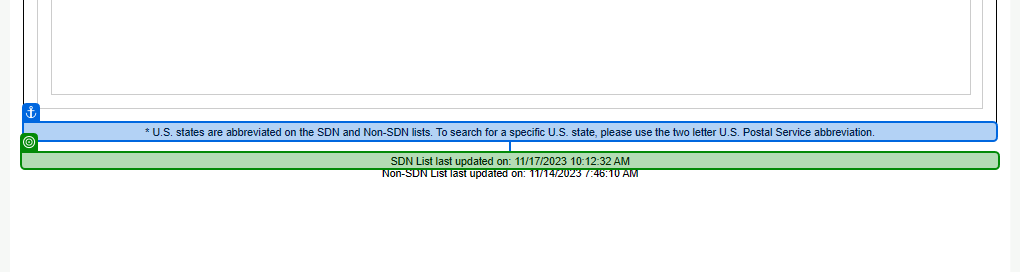 * U.S. states are abbreviated on the SDN and Non-SDN lists. To search for a specific U.S. state, please use the two letter U.S. Postal Service abbreviation.
SDN List last updated on: 11/17/2023 10:12:32 AM
Non-SDN List last updated on: 11/14/2023 7:46:10 AM